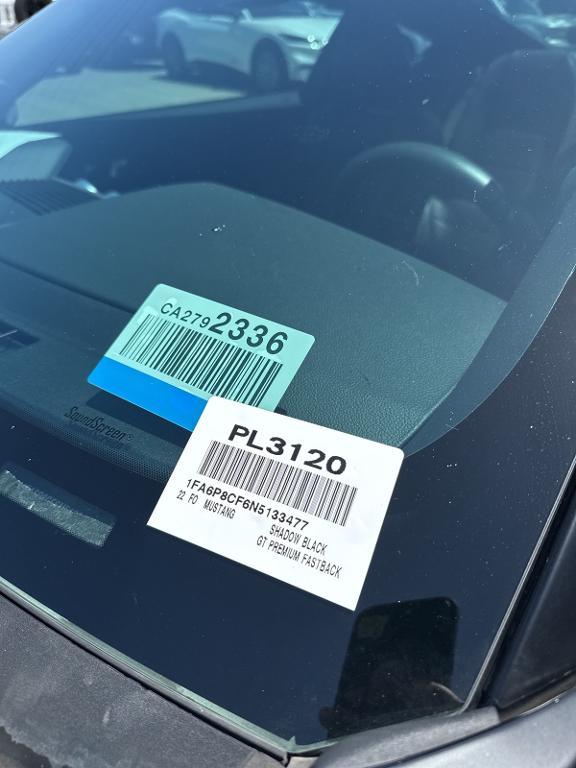 CA2792336
SoundScreen®
PL3120
1FA6P8CF6N5133477
22 FO MUSTANG
SHADOW BLACK
GT PREMIUM FASTBACK